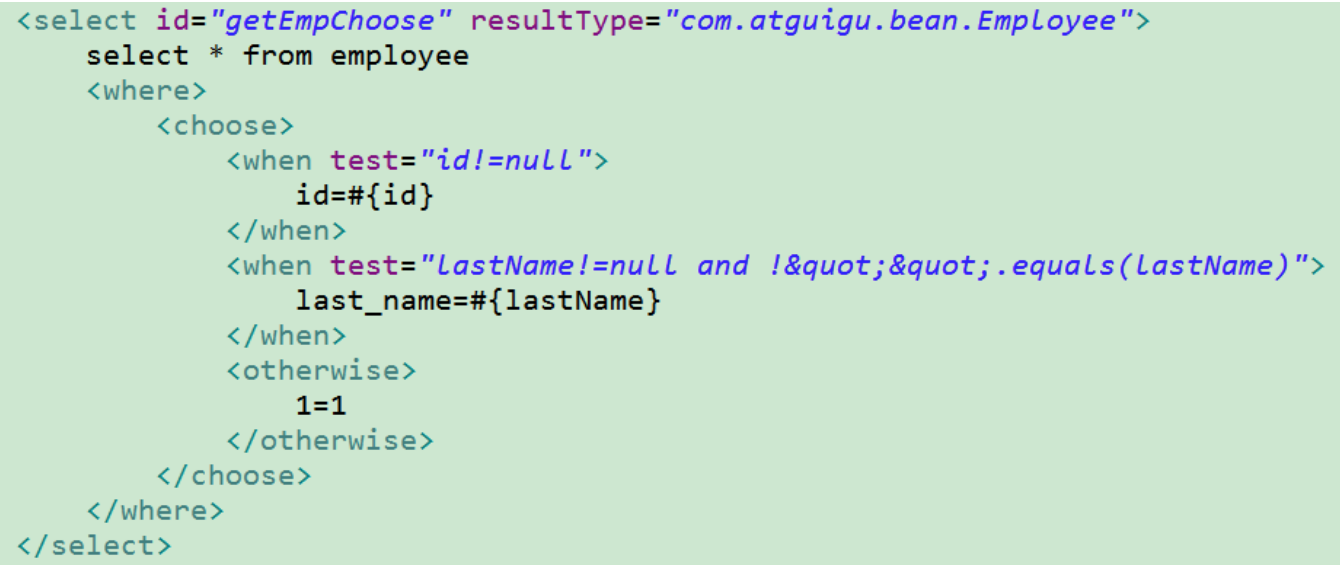 <select id="getEmpChoose" resultType="com.atguigu.bean.Employee">
    select * from employee
    <where>
        <choose>
            <when test="id!=null">
                id=#{id}
            </when>
            <when test="lastName!=null and !&quot;&quot;.equals(lastName)">
                last_name=#{lastName}
            </when>
            <otherwise>
                1=1
            </otherwise>
        </choose>
    </where>
</select>